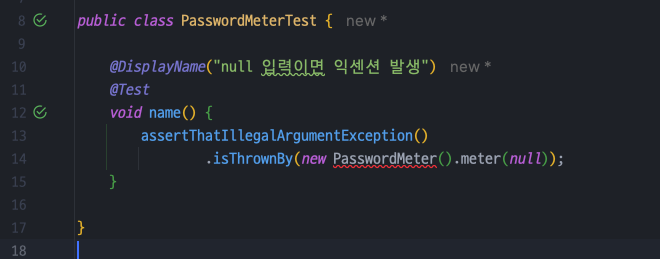 8 public class PasswordMeterTest { new *
9
10 @DisplayName("null 입력이면 익센션 발생") new *
11 @Test
12 void name() {
13 assertThatIllegalArgumentException()
14 .isThrownBy(new PasswordMeter().meter(null));
15 }
16
17 }
18